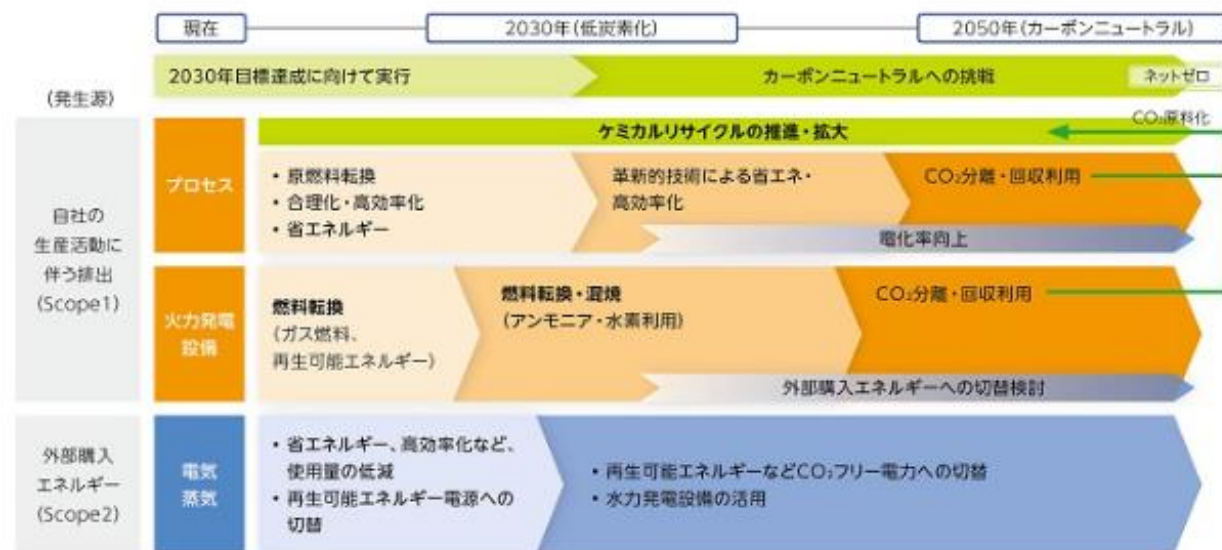 現在
2030年(低炭素化)
2050年(カーボンニュートラル)
2030年目標達成に向けて実行
カーボンニュートラルへの挑戦
ネットゼロ
(発生源)
CO₂原料化
ケミカルリサイクルの推進・拡大
自社の
生産活動に
伴う排出
(Scope1)
プロセス
• 原燃料転換
• 合理化・高効率化
• 省エネルギー
革新的技術による省エネ・
高効率化
CO₂分離・回収利用
電化率向上
火力発電
設備
燃料転換
(ガス燃料、
再生可能エネルギー)
燃料転換・混焼
(アンモニア・水素利用)
CO₂分離・回収利用
外部購入エネルギーへの切替検討
外部購入
エネルギー
(Scope2)
電気
蒸気
• 省エネルギー、高効率化など、
使用量の低減
• 再生可能エネルギー電源への
切替
• 再生可能エネルギーなどCO₂フリー電力への切替
• 水力発電設備の活用